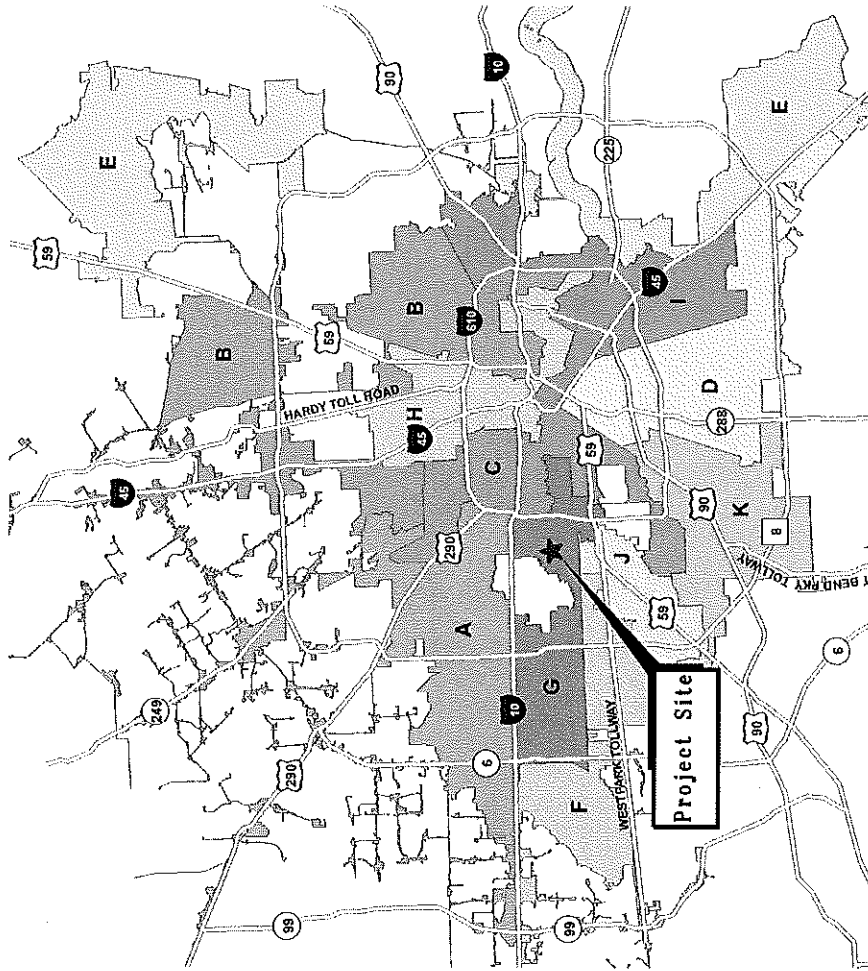 59
E
90
10
45
B
59
HARDY TOLL ROAD
B
610
249
290
H
45
C
290
A
225
E
45
I
10
G
59
D
288
99
6
F
J
90
K
WESTPARK TOLLWAY
59
8
T BEND PKY TOLLWAY
Project Site
99
90
6